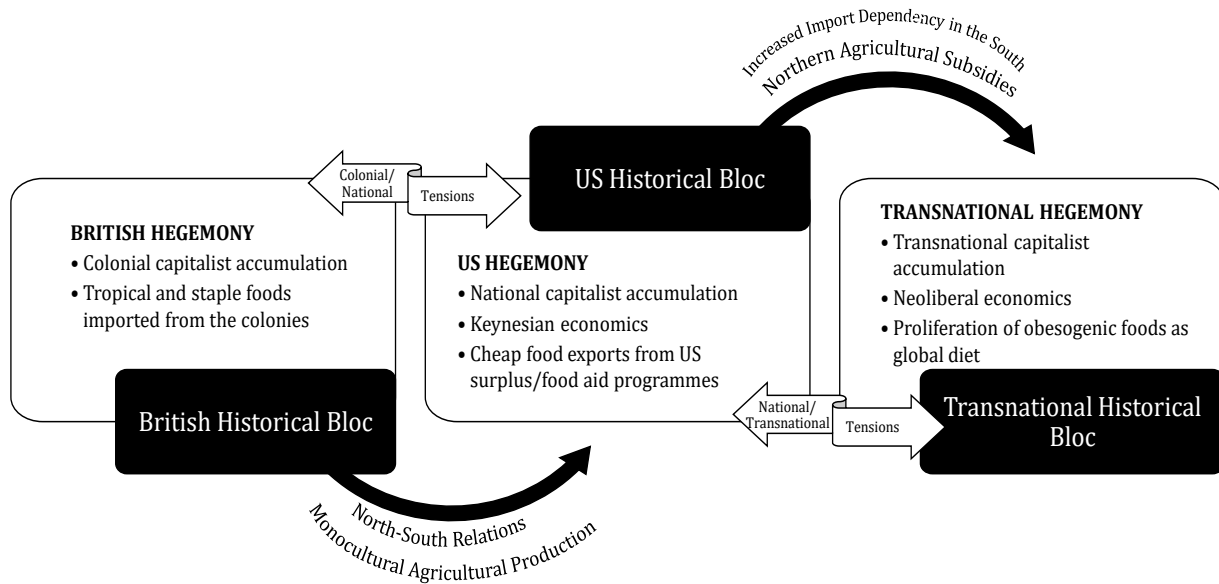 Increased Import Dependency in the South
Northern Agricultural Subsidies
US Historical Bloc
Colonial/
National
Tensions
BRITISH HEGEMONY
• Colonial capitalist accumulation
• Tropical and staple foods
imported from the colonies
British Historical Bloc
US HEGEMONY
• National capitalist accumulation
• Keynesian economics
• Cheap food exports from US
surplus/food aid programmes
TRANSNATIONAL HEGEMONY
• Transnational capitalist
accumulation
• Neoliberal economics
• Proliferation of obesogenic foods as
global diet
National/
Transnational
Tensions
Transnational Historical
Bloc
North-South Relations
Monocultural Agricultural Production